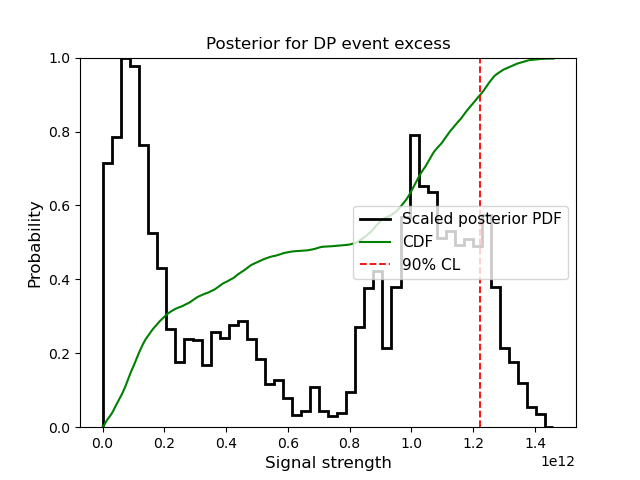 Posterior for DP event excess
Probability
1.0
0.8
0.6
0.4
0.2
0.0
Scaled posterior PDF
CDF
90% CL
0.0 0.2 0.4 0.6 0.8 1.0 1.2 1.4
1e12
Signal strength